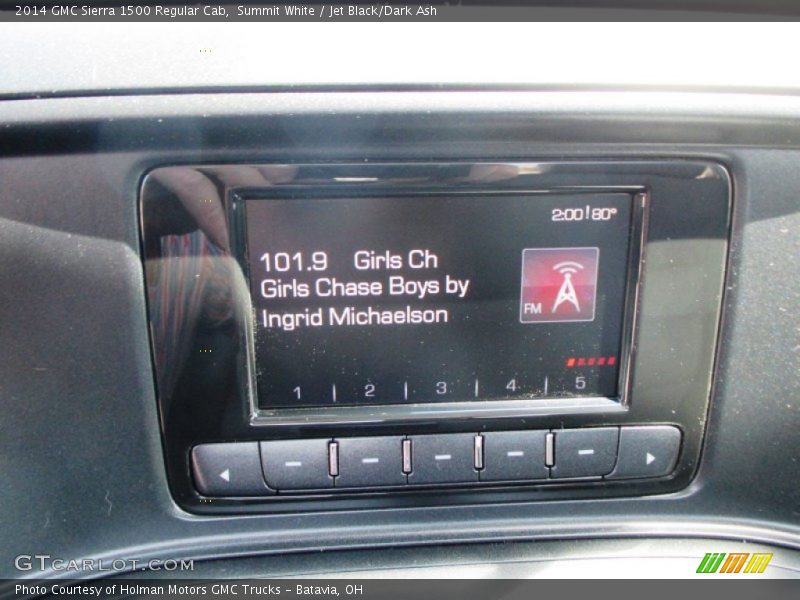 2014 GMC Sierra 1500 Regular Cab, Summit White / Jet Black/Dark Ash
2:00 80°
101.9 Girls Ch
Girls Chase Boys by
Ingrid Michaelson
FM
1 2 3 4 5
GTCARLOT.COM
Photo Courtesy of Holman Motors GMC Trucks - Batavia, OH